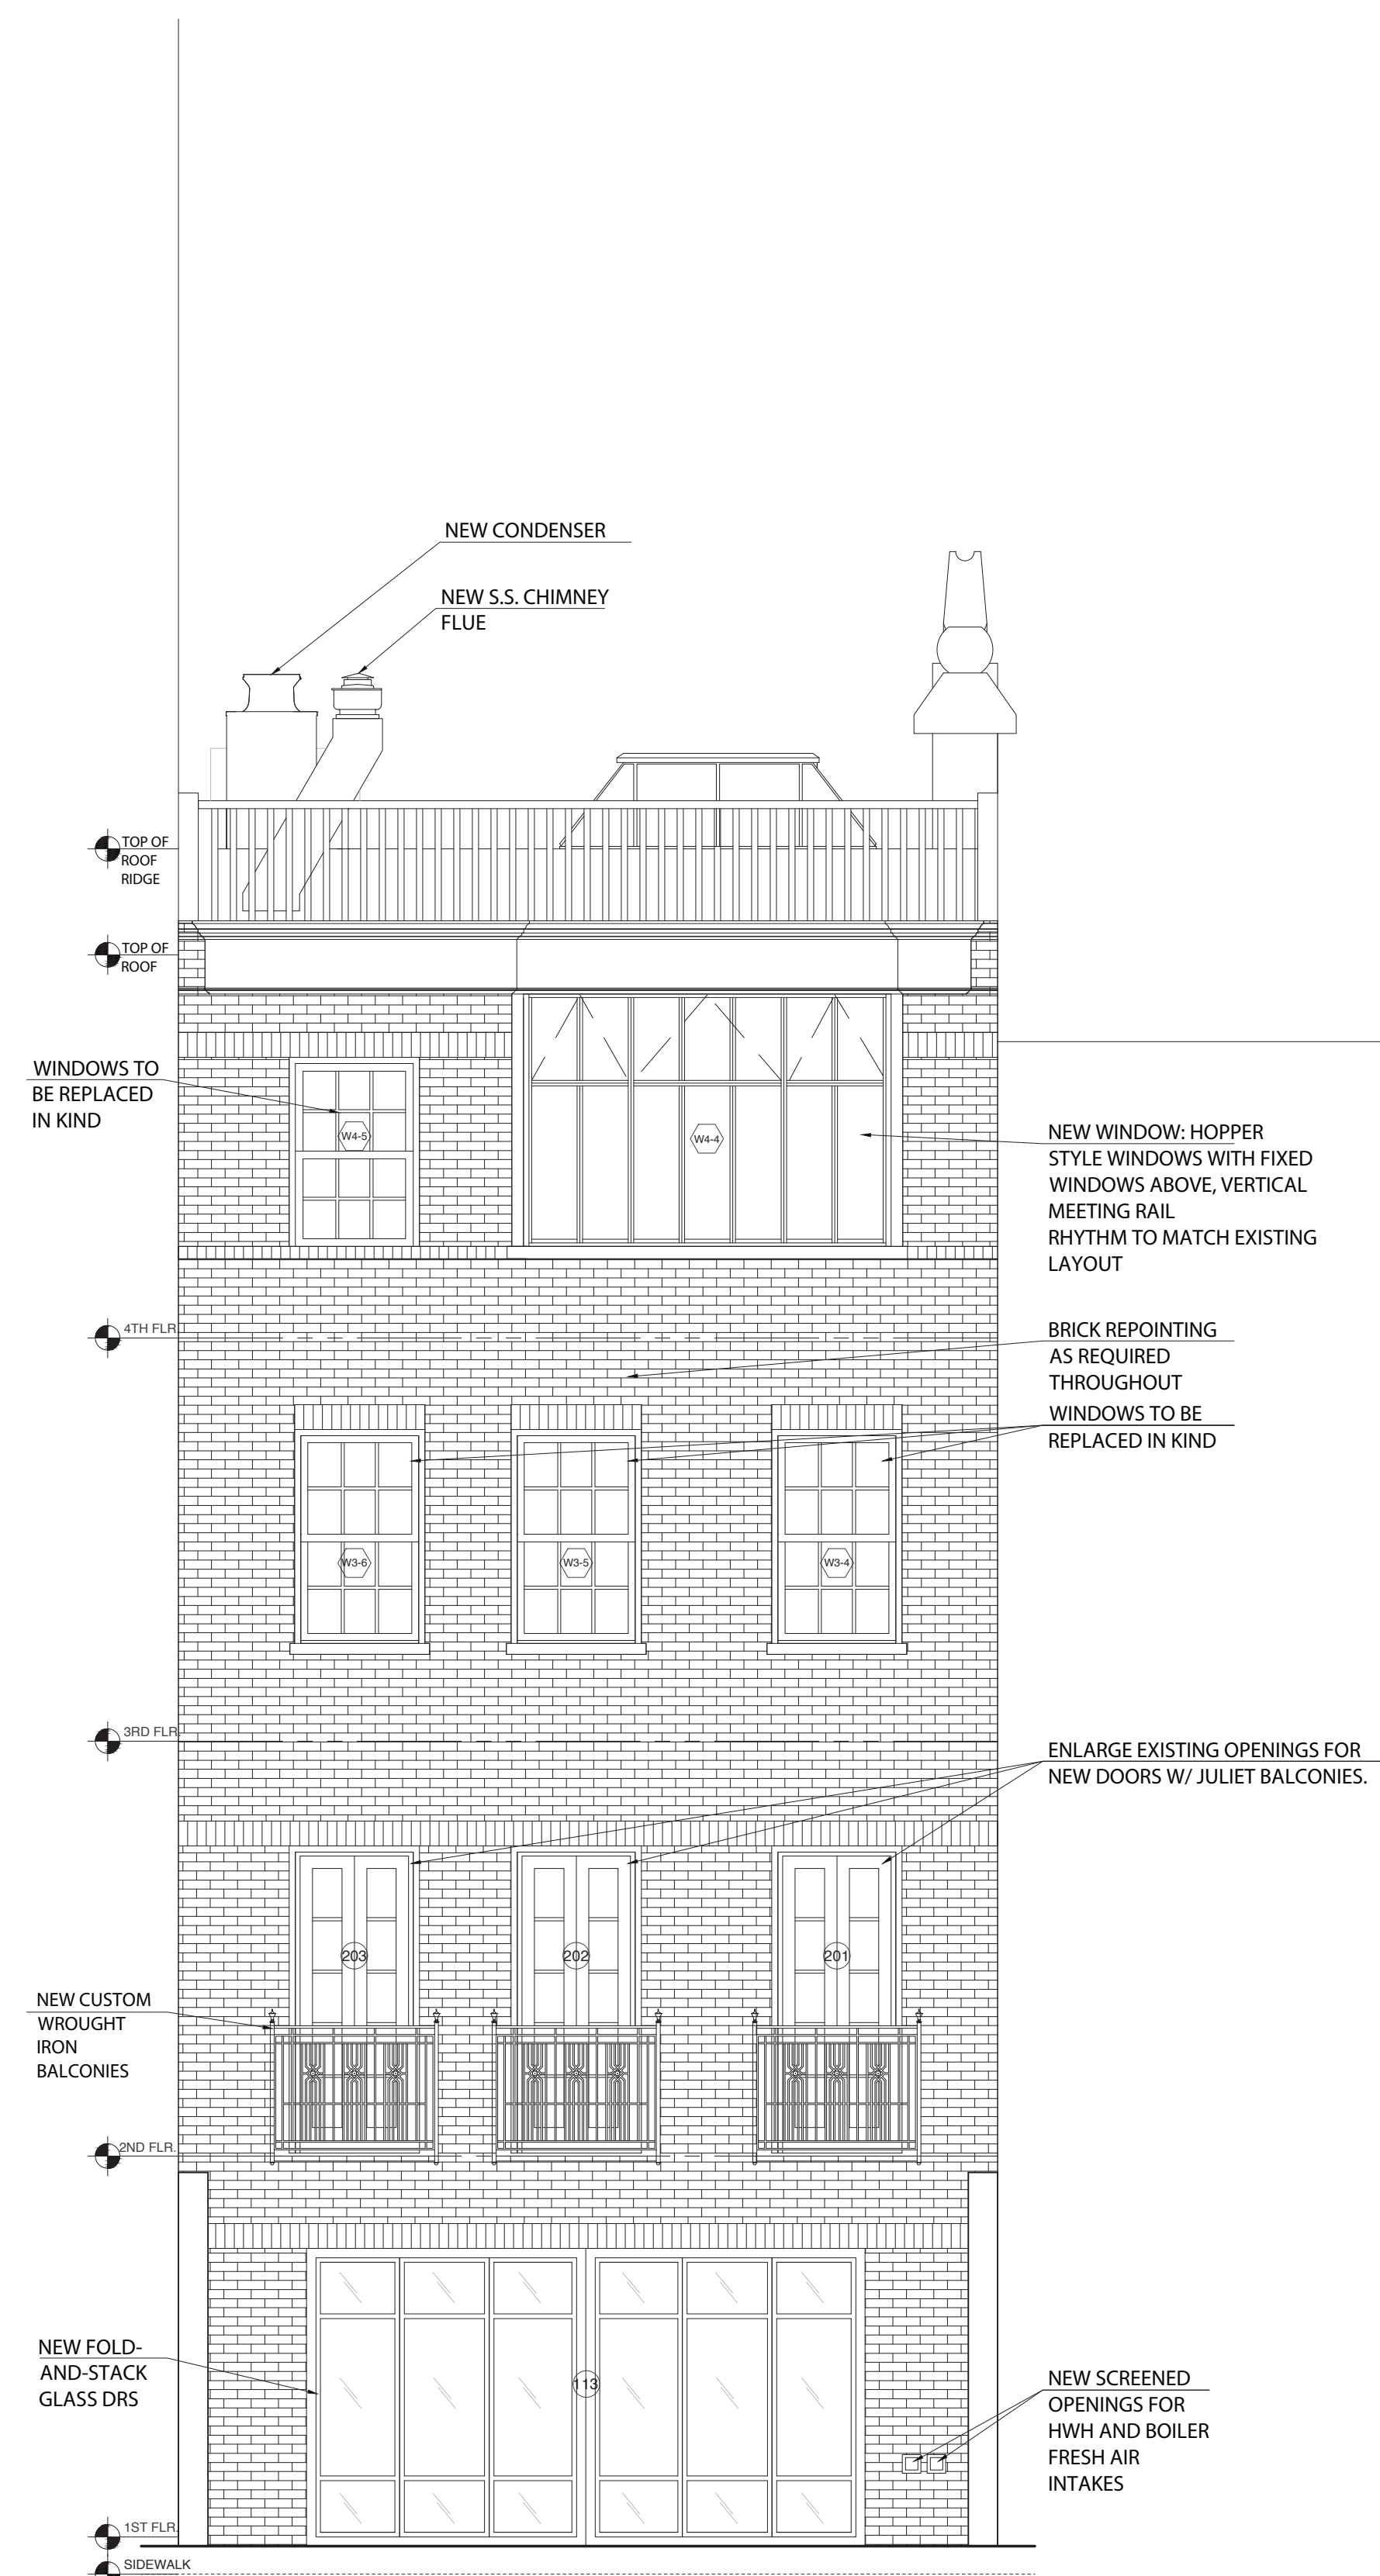 NEW CONDENSER
NEW S.S. CHIMNEY
FLUE
TOP OF
ROOF
RIDGE
TOP OF
ROOF
WINDOWS TO
BE REPLACED
IN KIND
W4-5
W4-4
NEW WINDOW: HOPPER
STYLE WINDOWS WITH FIXED
WINDOWS ABOVE, VERTICAL
MEETING RAIL
RHYTHM TO MATCH EXISTING
LAYOUT
4TH FLR.
BRICK REPOINTING
AS REQUIRED
THROUGHOUT
WINDOWS TO BE
REPLACED IN KIND
W3-6
W3-5
W3-4
3RD FLR.
ENLARGE EXISTING OPENINGS FOR
NEW DOORS W/ JULIET BALCONIES.
203
202
201
NEW CUSTOM
WROUGHT
IRON
BALCONIES
2ND FLR.
NEW FOLD-
AND-STACK
GLASS DRS
113
NEW SCREENED
OPENINGS FOR
HWH AND BOILER
FRESH AIR
INTAKES
1ST FLR.
SIDEWALK